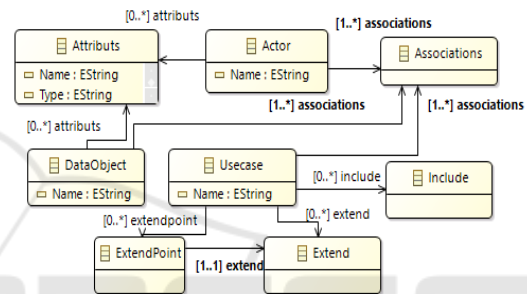 [0..*] attributs
[1..*] associations
Attributs
Name : EString
Type : EString
Actor
Name : EString
Associations
[1..*] associations
[1..*] associations
[0..*] attributs
DataObject
Name : EString
Usecase
Name : EString
[0..*] include
Include
[0..*] extendpoint
[0..*] extend
ExtendPoint
[1..1] extend
Extend